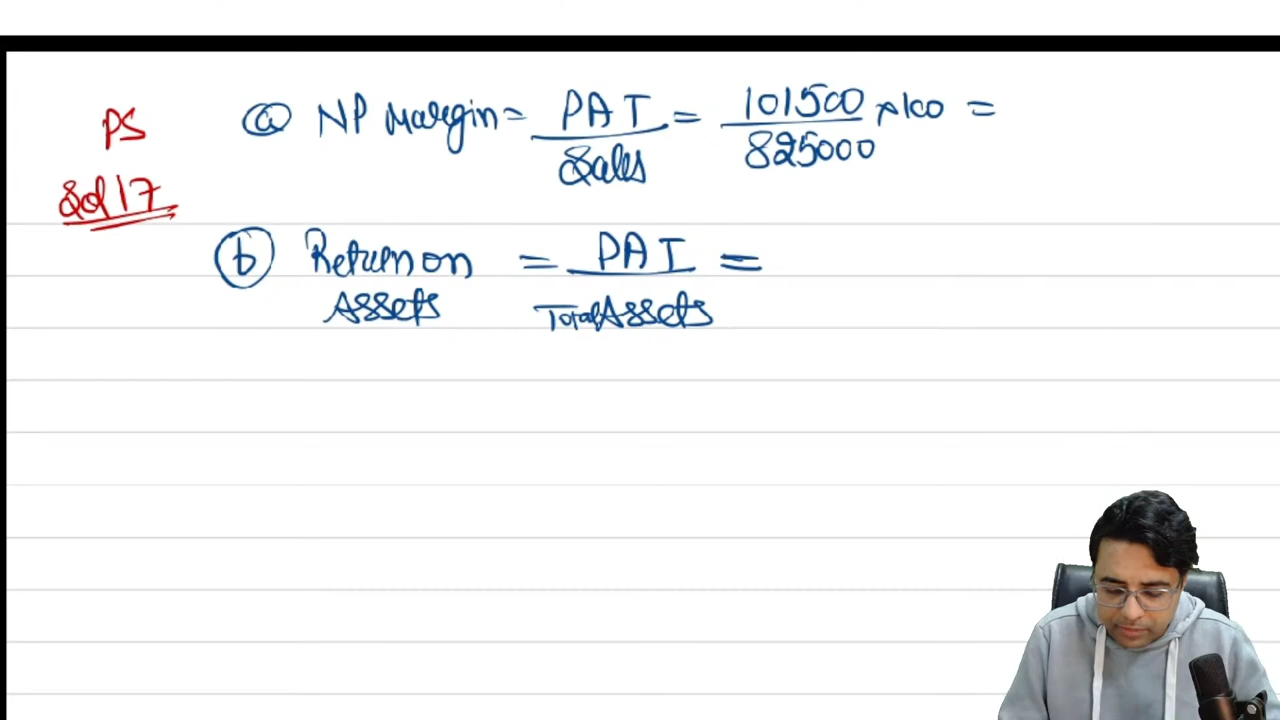 PS
Sol 17
(a) NP Margin = PAT / Sales = 101500 / 825000 × 100 =
(b) Return on Assets = PAT / Total Assets =